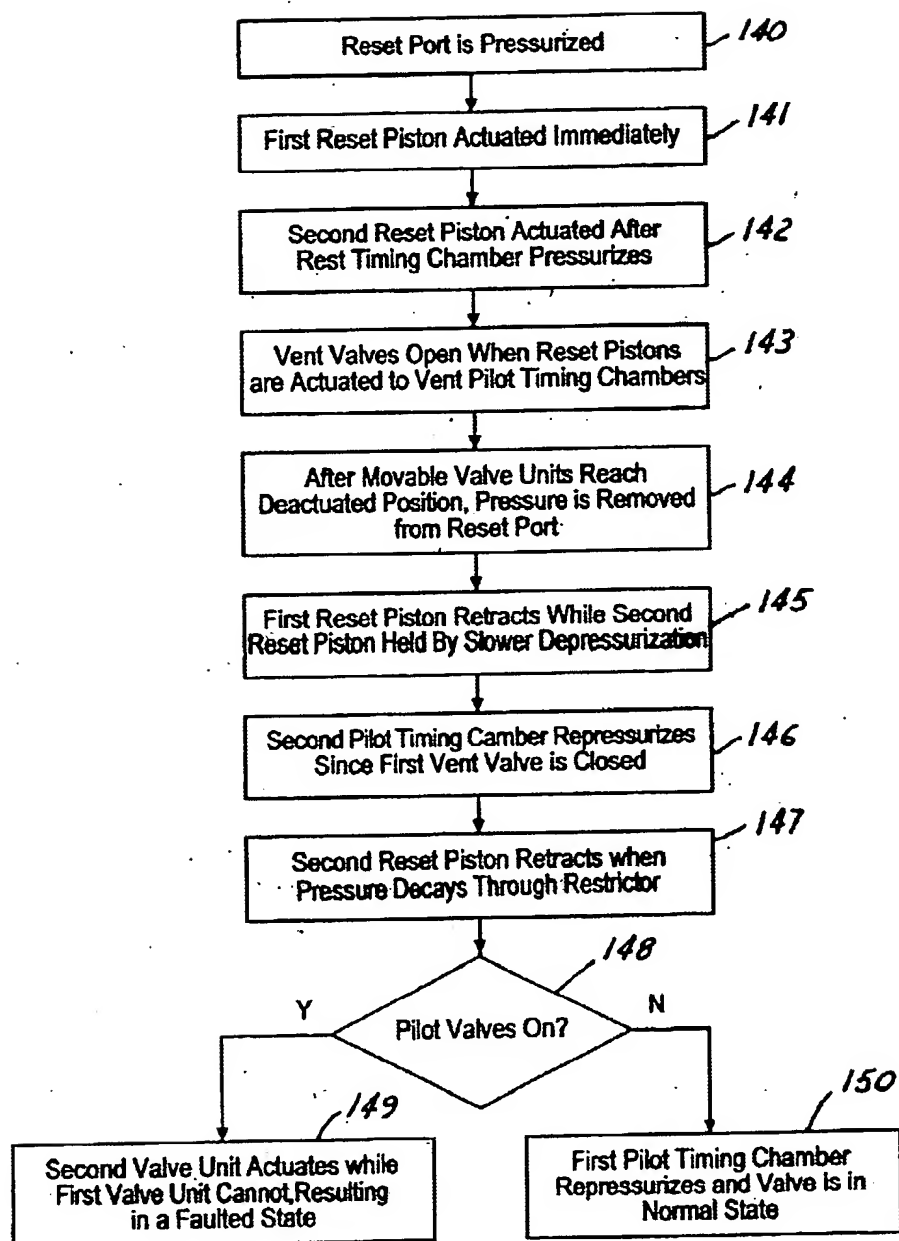 Reset Port is Pressurized
140
First Reset Piston Actuated Immediately
141
Second Reset Piston Actuated After
Rest Timing Chamber Pressurizes
142
Vent Valves Open When Reset Pistons
are Actuated to Vent Pilot Timing Chambers
143
After Movable Valve Units Reach
Deactuated Position, Pressure is Removed
from Reset Port
144
First Reset Piston Retracts While Second
Reset Piston Held By Slower Depressurization
145
Second Pilot Timing Camber Repressurizes
Since First Vent Valve is Closed
146
Second Reset Piston Retracts when
Pressure Decays Through Restrictor
147
148
Y
Pilot Valves On?
N
149
Second Valve Unit Actuates while
First Valve Unit Cannot, Resulting
in a Faulted State
150
First Pilot Timing Chamber
Repressurizes and Valve is in
Normal State